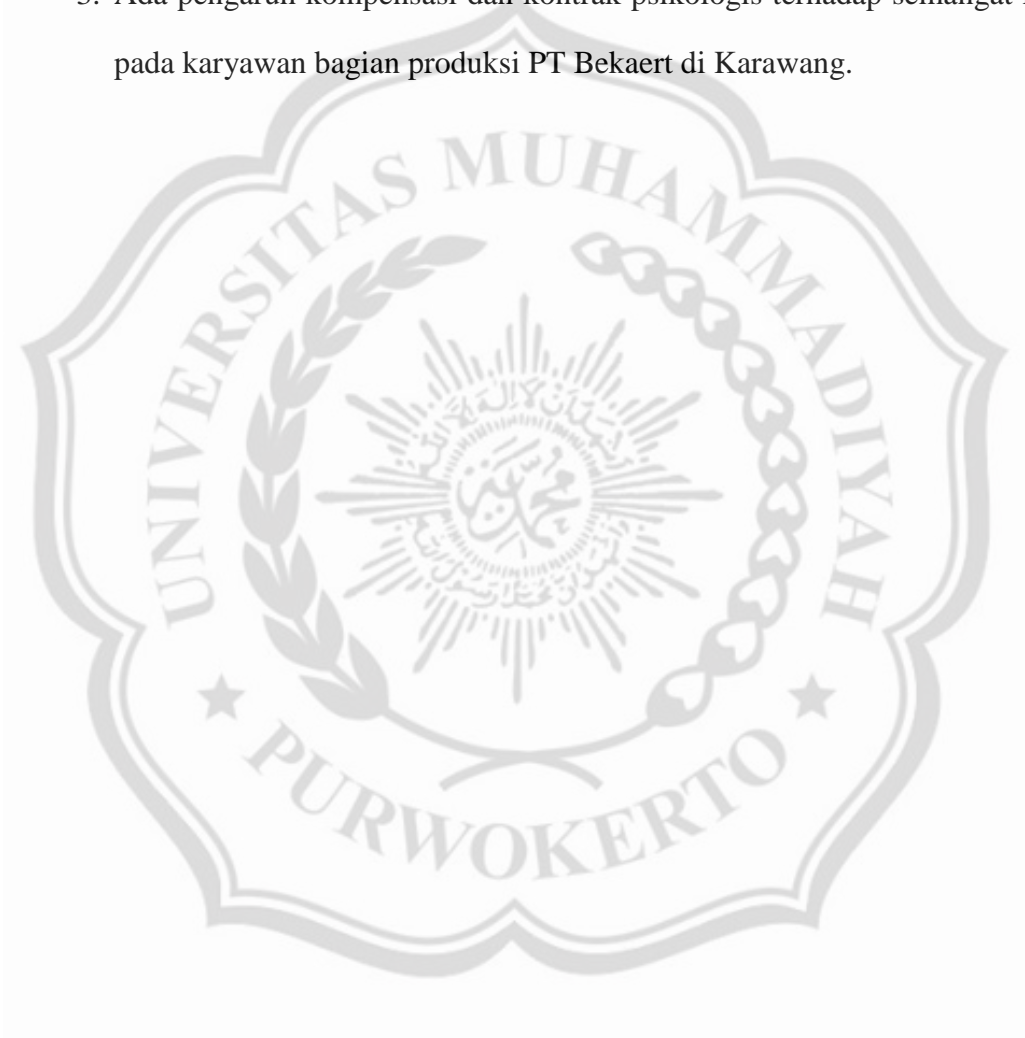 3. Ada pengaruh kompensasi dan kontrak psikologis terhadap semangat
pada karyawan bagian produksi PT Bekaert di Karawang.
UNIVERSITAS MUHAMMADIYAH
محمدية
PURWOKERTO